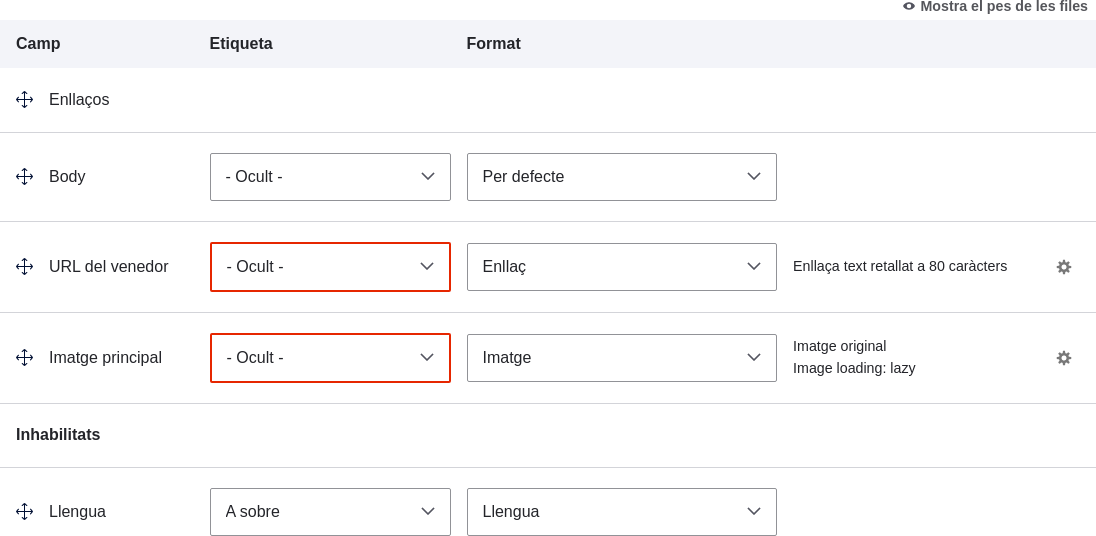 Mostra el pes de les files
Camp Etiqueta Format
Enllaços
Body - Ocult - Per defecte
URL del venedor - Ocult - Enllaç Enllaça text retallat a 80 caràcters
Imatge principal - Ocult - Imatge Imatge original
Image loading: lazy
Inhabilitats
Llengua A sobre Llengua